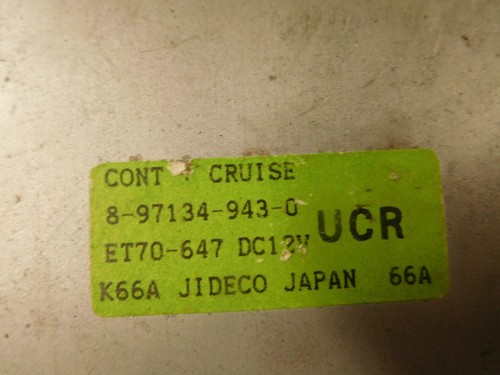 CONT ; CRUISE
8-97134-943-0
ET70-647 DC12V UCR
K66A JIDECO JAPAN 66A